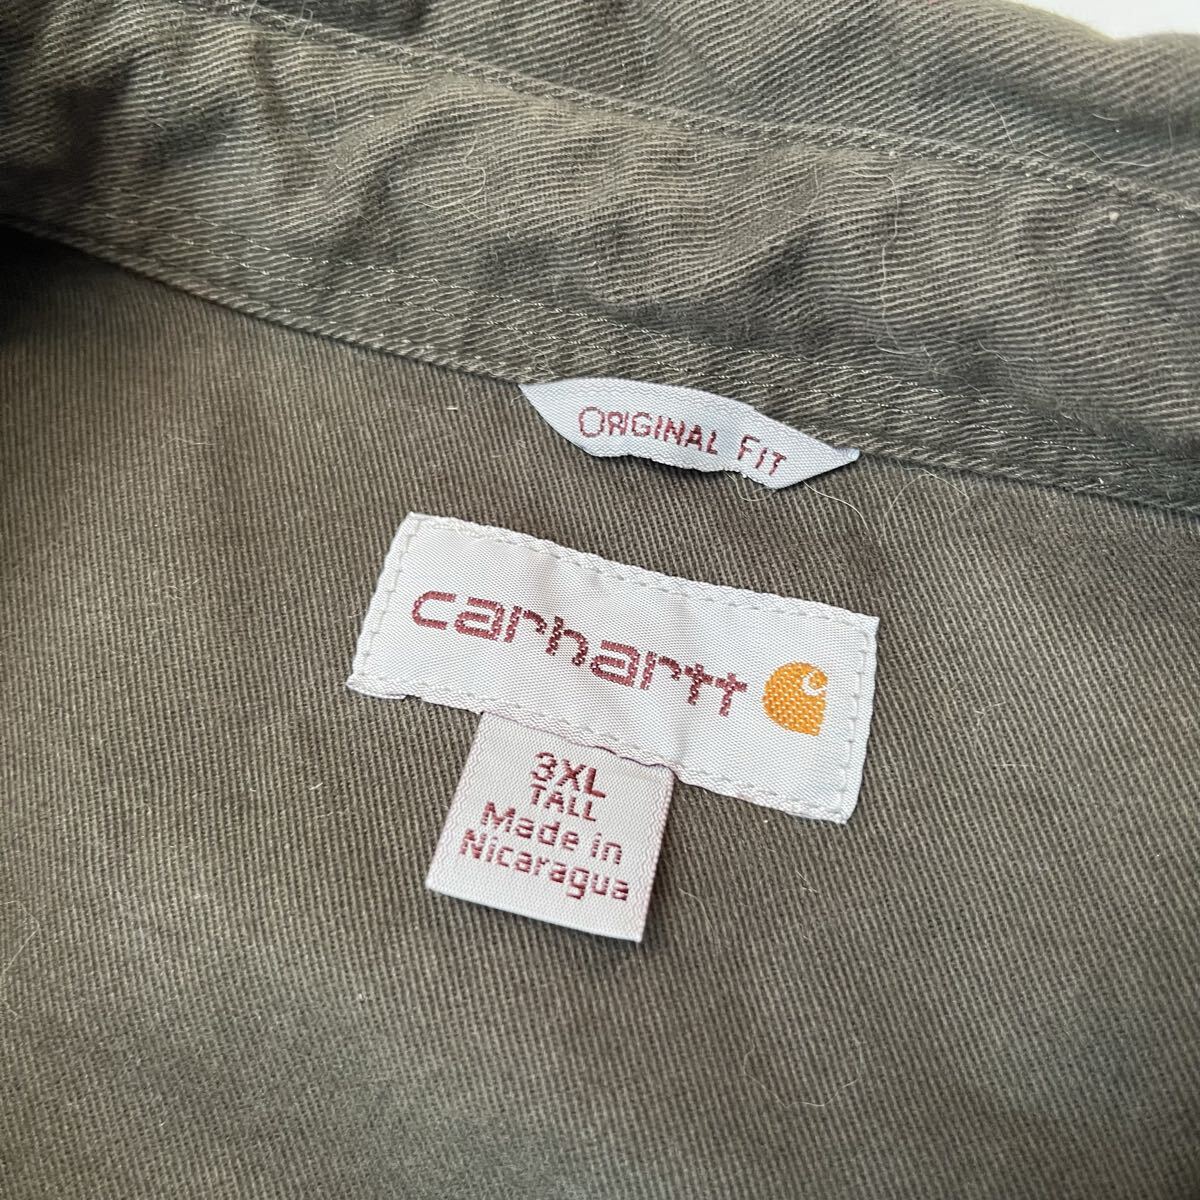 ORIGINAL FIT
carhartt
3XL
TALL
Made in
Nicaragua